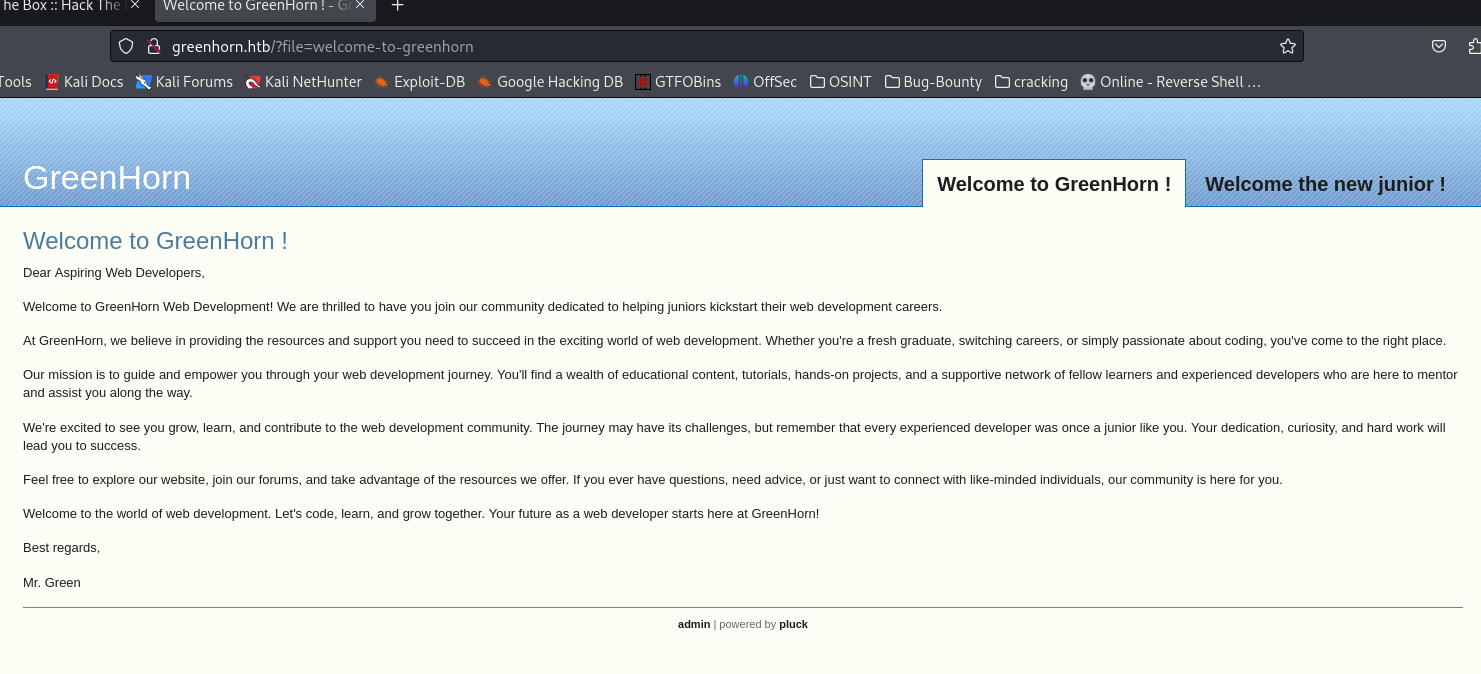 he Box :: Hack The
Welcome to GreenHorn ! - G
greenhorn.htb/?file=welcome-to-greenhorn
Tools Kali Docs Kali Forums Kali NetHunter Exploit-DB Google Hacking DB GTFOBins OffSec OSINT Bug-Bounty cracking Online - Reverse Shell …
GreenHorn
Welcome to GreenHorn !
Welcome the new junior !
Welcome to GreenHorn !
Dear Aspiring Web Developers,
Welcome to GreenHorn Web Development! We are thrilled to have you join our community dedicated to helping juniors kickstart their web development careers.
At GreenHorn, we believe in providing the resources and support you need to succeed in the exciting world of web development. Whether you're a fresh graduate, switching careers, or simply passionate about coding, you've come to the right place.
Our mission is to guide and empower you through your web development journey. You'll find a wealth of educational content, tutorials, hands-on projects, and a supportive network of fellow learners and experienced developers who are here to mentor
and assist you along the way.
We're excited to see you grow, learn, and contribute to the web development community. The journey may have its challenges, but remember that every experienced developer was once a junior like you. Your dedication, curiosity, and hard work will
lead you to success.
Feel free to explore our website, join our forums, and take advantage of the resources we offer. If you ever have questions, need advice, or just want to connect with like-minded individuals, our community is here for you.
Welcome to the world of web development. Let's code, learn, and grow together. Your future as a web developer starts here at GreenHorn!
Best regards,
Mr. Green
admin | powered by pluck